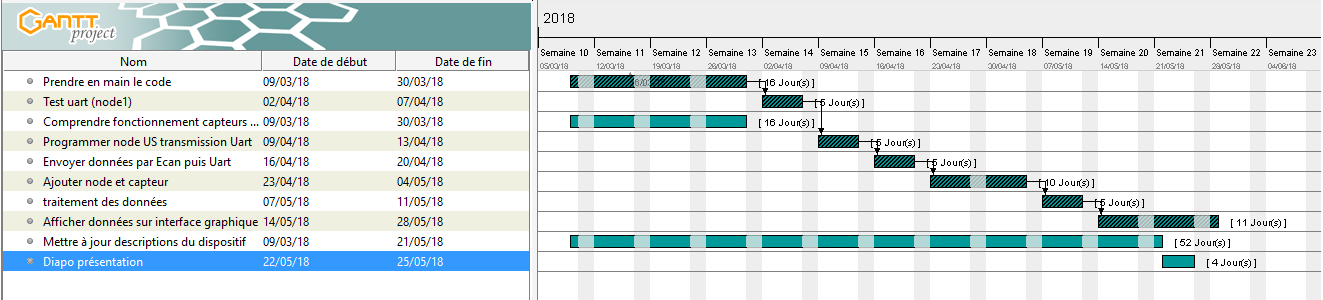 GANTT
project
2018
Semaine 10 Semaine 11 Semaine 12 Semaine 13 Semaine 14 Semaine 15 Semaine 16 Semaine 17 Semaine 18 Semaine 19 Semaine 20 Semaine 21 Semaine 22 Semaine 23
Nom Date de début Date de fin
05/03/18 12/03/18 19/03/18 26/03/18 02/04/18 09/04/18 16/04/18 23/04/18 30/04/18 07/05/18 14/05/18 21/05/18 28/05/18 04/06/18
Prendre en main le code 09/03/18 30/03/18 [ 16 Jour(s) ]
Test uart (node1) 02/04/18 07/04/18 [ 5 Jour(s) ]
Comprendre fonctionnement capteurs ... 09/03/18 30/03/18 [ 16 Jour(s) ]
Programmer node US transmission Uart 09/04/18 13/04/18 [ 5 Jour(s) ]
Envoyer données par Ecan puis Uart 16/04/18 20/04/18 [ 5 Jour(s) ]
Ajouter node et capteur 23/04/18 04/05/18 [ 10 Jour(s) ]
traitement des données 07/05/18 11/05/18 [ 5 Jour(s) ]
Afficher données sur interface graphique 14/05/18 28/05/18 [ 11 Jour(s) ]
Mettre à jour descriptions du dispositif 09/03/18 21/05/18 [ 52 Jour(s) ]
Diapo présentation 22/05/18 25/05/18 [ 4 Jour(s) ]